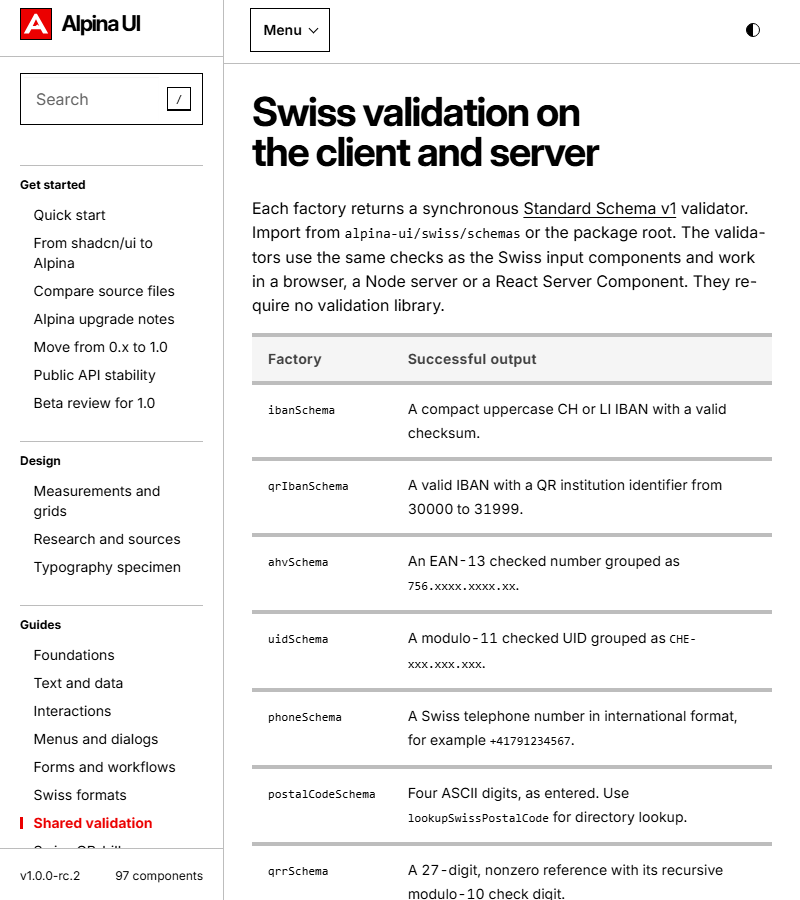 Alpina UI
Menu
Search
/
Get started
Quick start
From shadcn/ui to
Alpina
Compare source files
Alpina upgrade notes
Move from 0.x to 1.0
Public API stability
Beta review for 1.0
Design
Measurements and
grids
Research and sources
Typography specimen
Guides
Foundations
Text and data
Interactions
Menus and dialogs
Forms and workflows
Swiss formats
Shared validation
v1.0.0-rc.2 97 components
Swiss validation on
the client and server
Each factory returns a synchronous Standard Schema v1 validator.
Import from alpina-ui/swiss/schemas or the package root. The valida-
tors use the same checks as the Swiss input components and work
in a browser, a Node server or a React Server Component. They re-
quire no validation library.
Factory Successful output
ibanSchema A compact uppercase CH or LI IBAN with a valid
checksum.
qrIbanSchema A valid IBAN with a QR institution identifier from
30000 to 31999.
ahvSchema An EAN-13 checked number grouped as
756.xxxx.xxxx.xx.
uidSchema A modulo-11 checked UID grouped as CHE-
xxx.xxx.xxx.
phoneSchema A Swiss telephone number in international format,
for example +41791234567.
postalCodeSchema Four ASCII digits, as entered. Use
lookupSwissPostalCode for directory lookup.
qrrSchema A 27-digit, nonzero reference with its recursive
modulo-10 check digit.